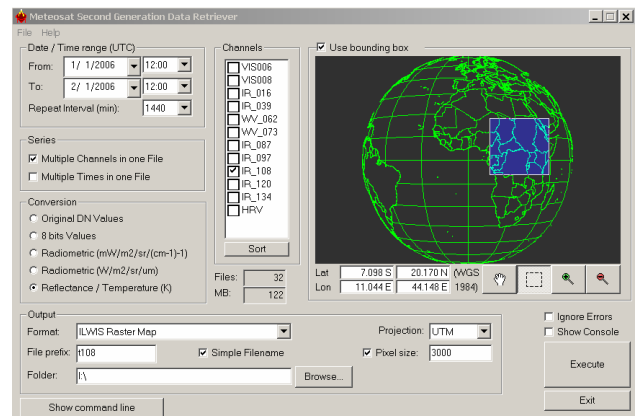 Meteosat Second Generation Data Retriever
File Help
Date / Time range (UTC)
From: 1/ 1/2006 12:00
To: 2/ 1/2006 12:00
Repeat Interval (min): 1440
Series
Multiple Channels in one File
Multiple Times in one File
Conversion
Original DN Values
8 bits Values
Radiometric (mW/m2/sr/(cm-1)-1)
Radiometric (W/m2/sr/um)
Reflectance / Temperature (K)
Channels
VIS006
VIS008
IR_016
IR_039
WV_062
WV_073
IR_087
IR_097
IR_108
IR_120
IR_134
HRV
Sort
Files: 32
MB: 122
Use bounding box
Lat 7.098 S 20.170 N (WGS
Lon 11.044 E 44.148 E 1984)
Output
Format: ILWIS Raster Map Projection: UTM
File prefix: t108 Simple Filename Pixel size: 3000
Folder: I:\ Browse...
Ignore Errors
Show Console
Execute
Exit
Show command line